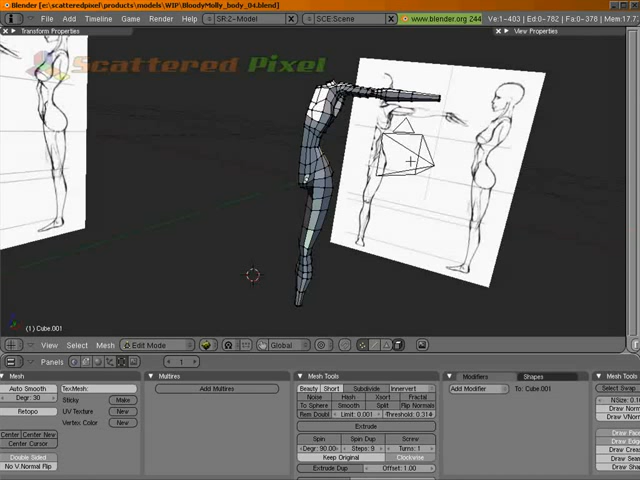 Blender [e:\scatteredpixel\products\models\WIP\BloodyMolly_body_04.blend]
File Add Timeline Game Render Help SR:2-Model SCE:Scene www.blender.org 244 Ve:1-403 Ed:0-782 Fa:0-378 Mem:17.7
Transform Properties View Properties
Scattered Pixel
(1) Cube.001
View Select Mesh Edit Mode Global
Panels 1
Mesh Multires Mesh Tools Modifiers Shapes Mesh Tools
Auto Smooth TexMesh: Add Multires Beauty Short Subdivide Innervert Add Modifier To: Cube.001 Select Swap
Degr: 30 Sticky Make Noise Hash Xsort Fractal NSize: 0.10
Retopo UV Texture New To Sphere Smooth Split Flip Normals Draw Norm
Vertex Color New Rem Doubl Limit: 0.001 Threshold: 0.314 Draw VNor
Center Center New Extrude
Center Cursor Spin Spin Dup Screw Draw Face
Degr: 90.00 Steps: 9 Turns: 1 Draw Edge
Double Sided Keep Original Clockwise Draw Crea
No V.Normal Flip Extrude Dup Offset: 1.00 Draw Sea